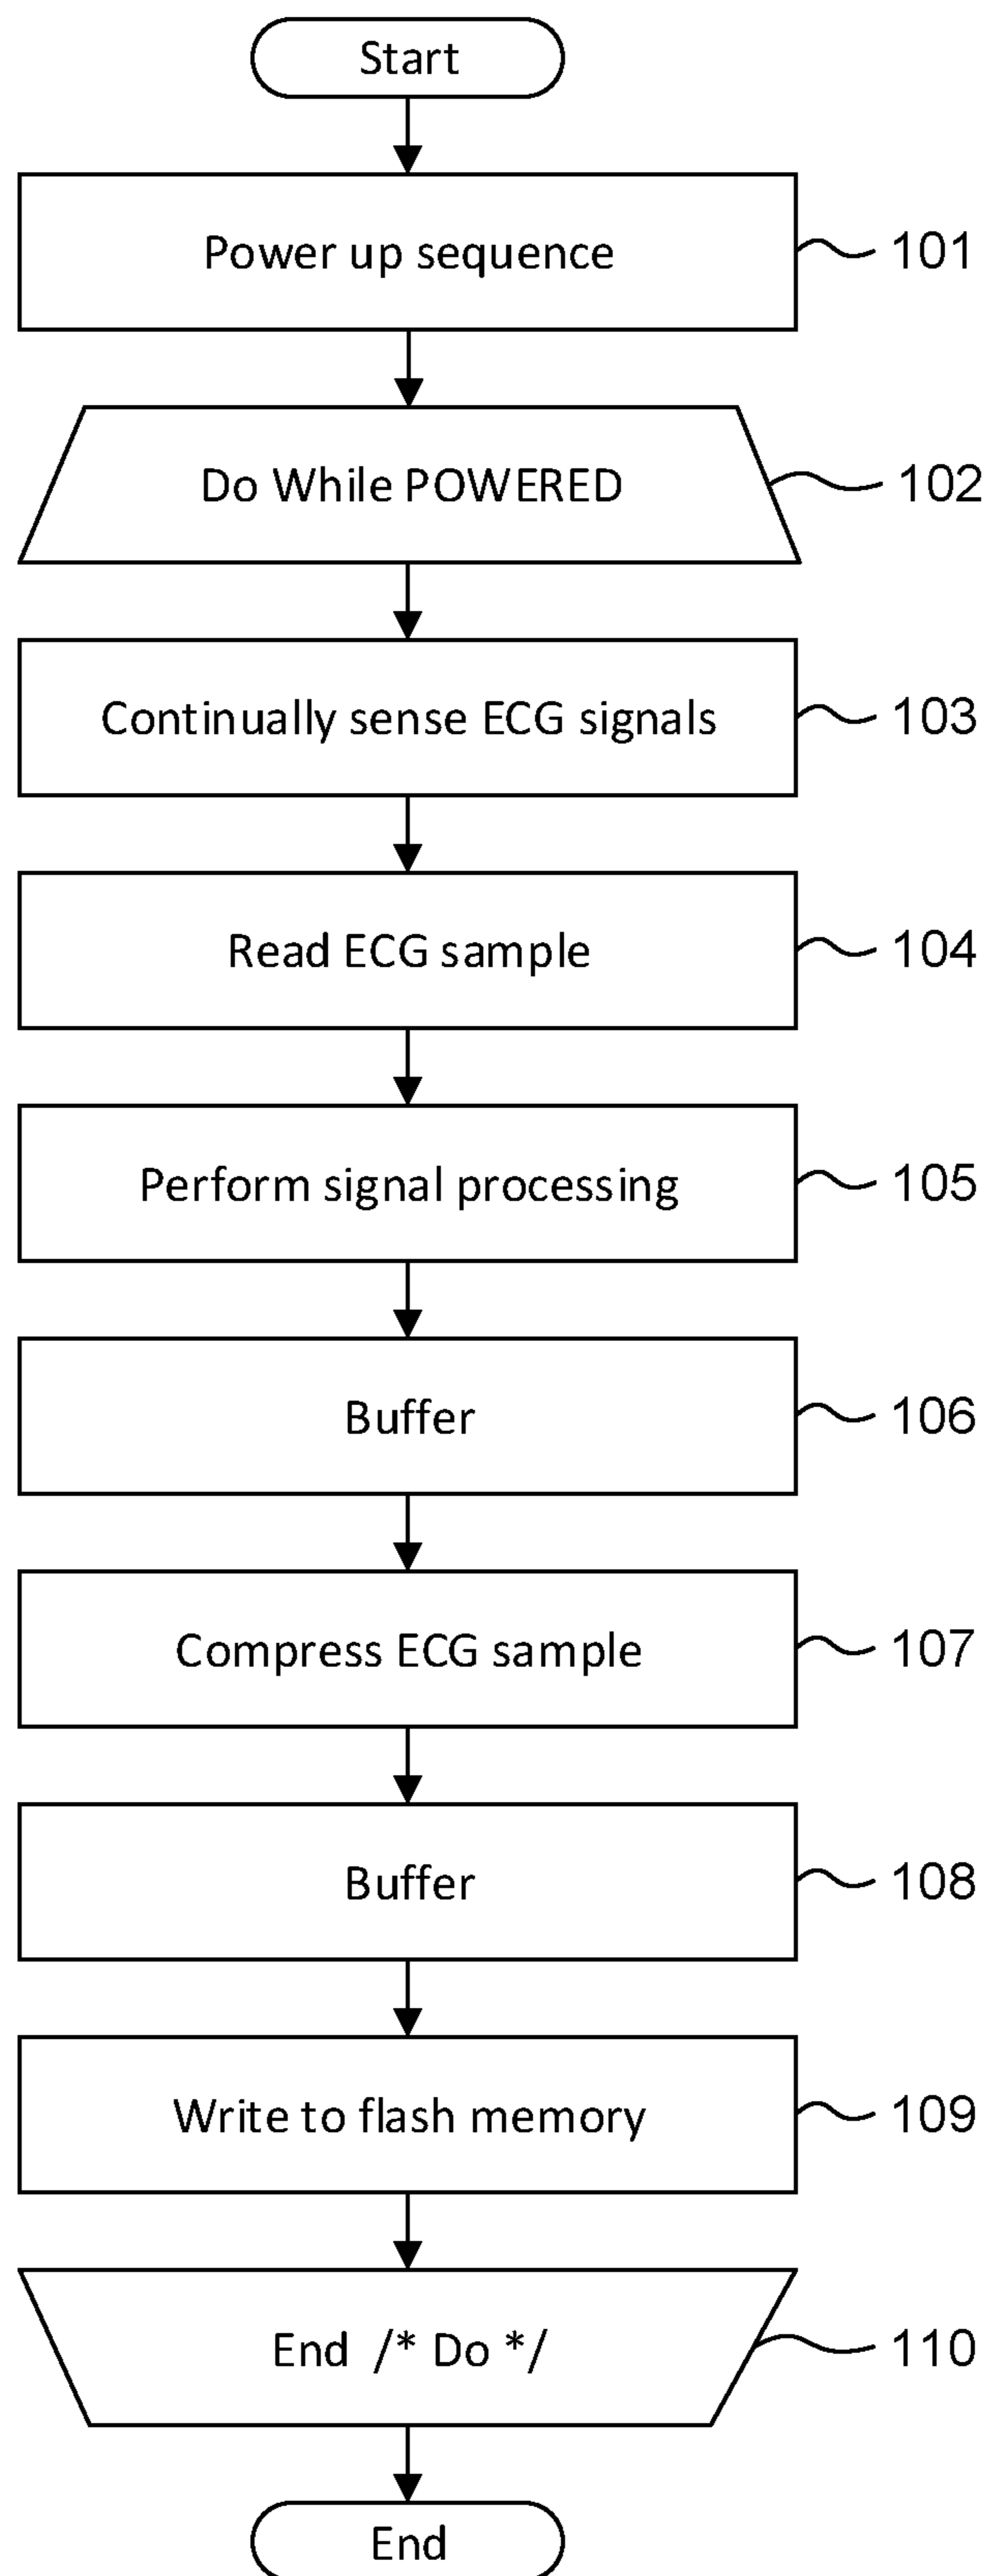 Start
Power up sequence 101
Do While POWERED 102
Continually sense ECG signals 103
Read ECG sample 104
Perform signal processing 105
Buffer 106
Compress ECG sample 107
Buffer 108
Write to flash memory 109
End /* Do */ 110
End